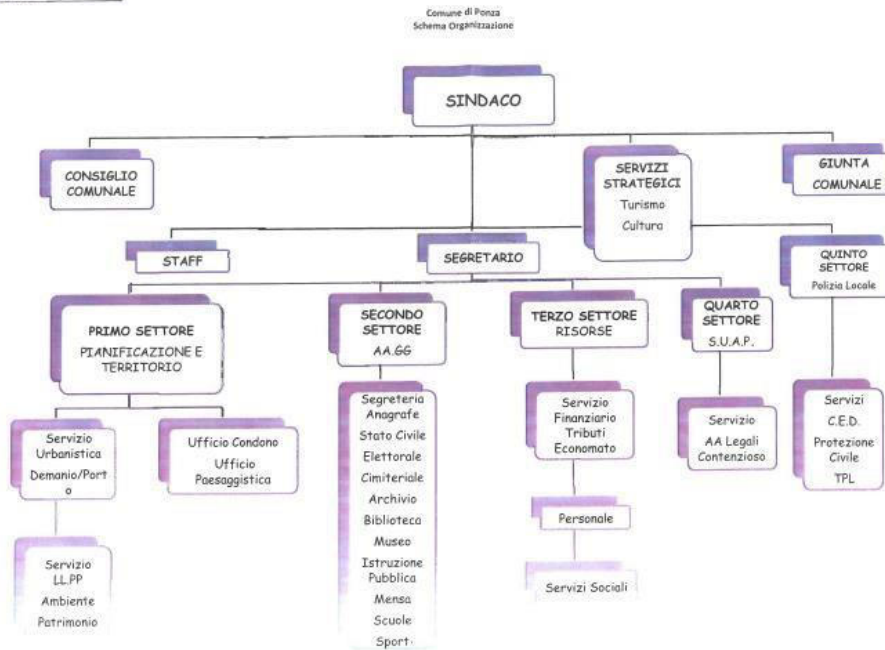 Comune di Ponza
Schema Organizzazione
SINDACO
CONSIGLIO
COMUNALE
SERVIZI
STRATEGICI
Turismo
Cultura
GIUNTA
COMUNALE
STAFF
SEGRETARIO
QUINTO
SETTORE
Polizia Locale
PRIMO SETTORE
PIANIFICAZIONE E
TERRITORIO
SECONDO
SETTORE
AA.GG
TERZO SETTORE
RISORSE
QUARTO
SETTORE
S.U.A.P.
Servizio
Urbanistica
Demanio/Port
o
Ufficio Condono
Ufficio
Paesaggistica
Segreteria
Anagrafe
Stato Civile
Elettorale
Cimiteriale
Archivio
Biblioteca
Museo
Istruzione
Pubblica
Mensa
Scuole
Sport
Servizio
Finanziario
Tributi
Economato
Servizio
AA Legali
Contenzioso
Servizi
C.E.D.
Protezione
Civile
TPL
Personale
Servizio
LL.PP
Ambiente
Patrimonio
Servizi Sociali